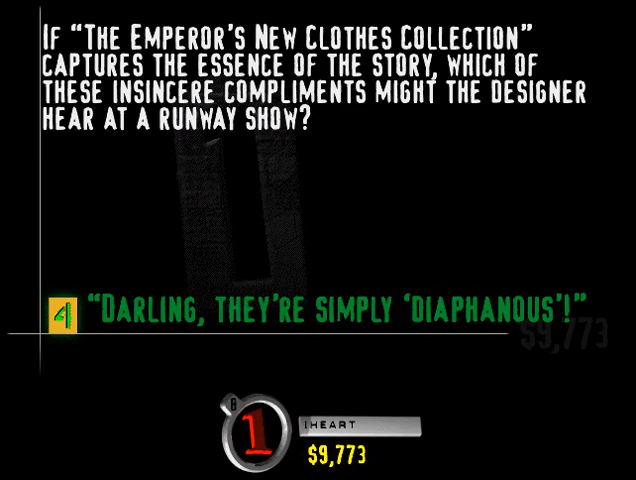 If “The Emperor’s New Clothes Collection”
captures the essence of the story, which of
these insincere compliments might the designer
hear at a runway show?
4 “Darling, they’re simply ‘diaphanous’!”
$9,773
8
1 IHEART
$9,773